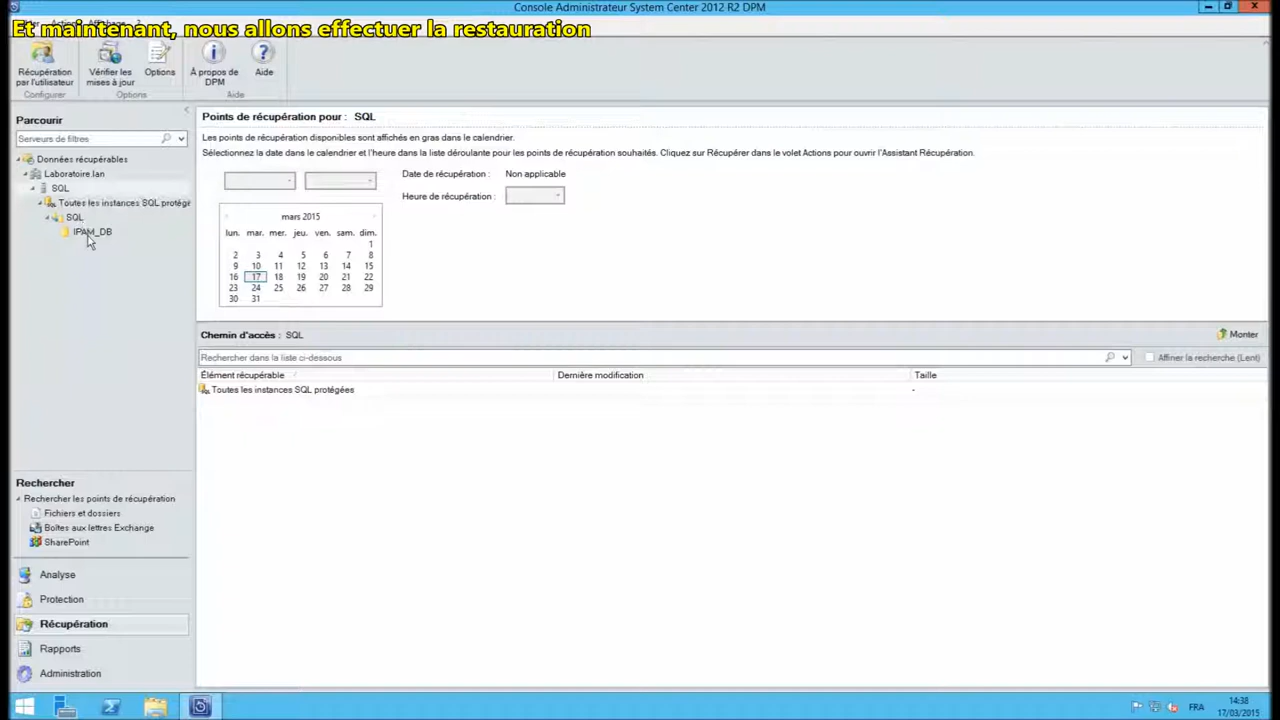 Console Administrateur System Center 2012 R2 DPM
Et maintenant, nous allons effectuer la restauration
Récupération par l'utilisateur
Vérifier les mises à jour
Options
À propos de DPM
Aide
Configurer
Options
Aide
Parcourir
Serveurs de filtres
Données récupérables
Laboratoire.lan
SQL
Toutes les instances SQL protégé
SQL
IPAM_DB
Points de récupération pour : SQL
Les points de récupération disponibles sont affichés en gras dans le calendrier.
Sélectionnez la date dans le calendrier et l'heure dans la liste déroulante pour les points de récupération souhaités. Cliquez sur Récupérer dans le volet Actions pour ouvrir l'Assistant Récupération.
Date de récupération : Non applicable
Heure de récupération :
mars 2015
lun. mar. mer. jeu. ven. sam. dim.
1
2 3 4 5 6 7 8
9 10 11 12 13 14 15
16 17 18 19 20 21 22
23 24 25 26 27 28 29
30 31
Chemin d'accès : SQL
Monter
Rechercher dans la liste ci-dessous
Affiner la recherche (Lent)
Élément récupérable Dernière modification Taille
Toutes les instances SQL protégées -
Rechercher
Rechercher les points de récupération
Fichiers et dossiers
Boîtes aux lettres Exchange
SharePoint
Analyse
Protection
Récupération
Rapports
Administration
FRA
14:38
17/03/2015